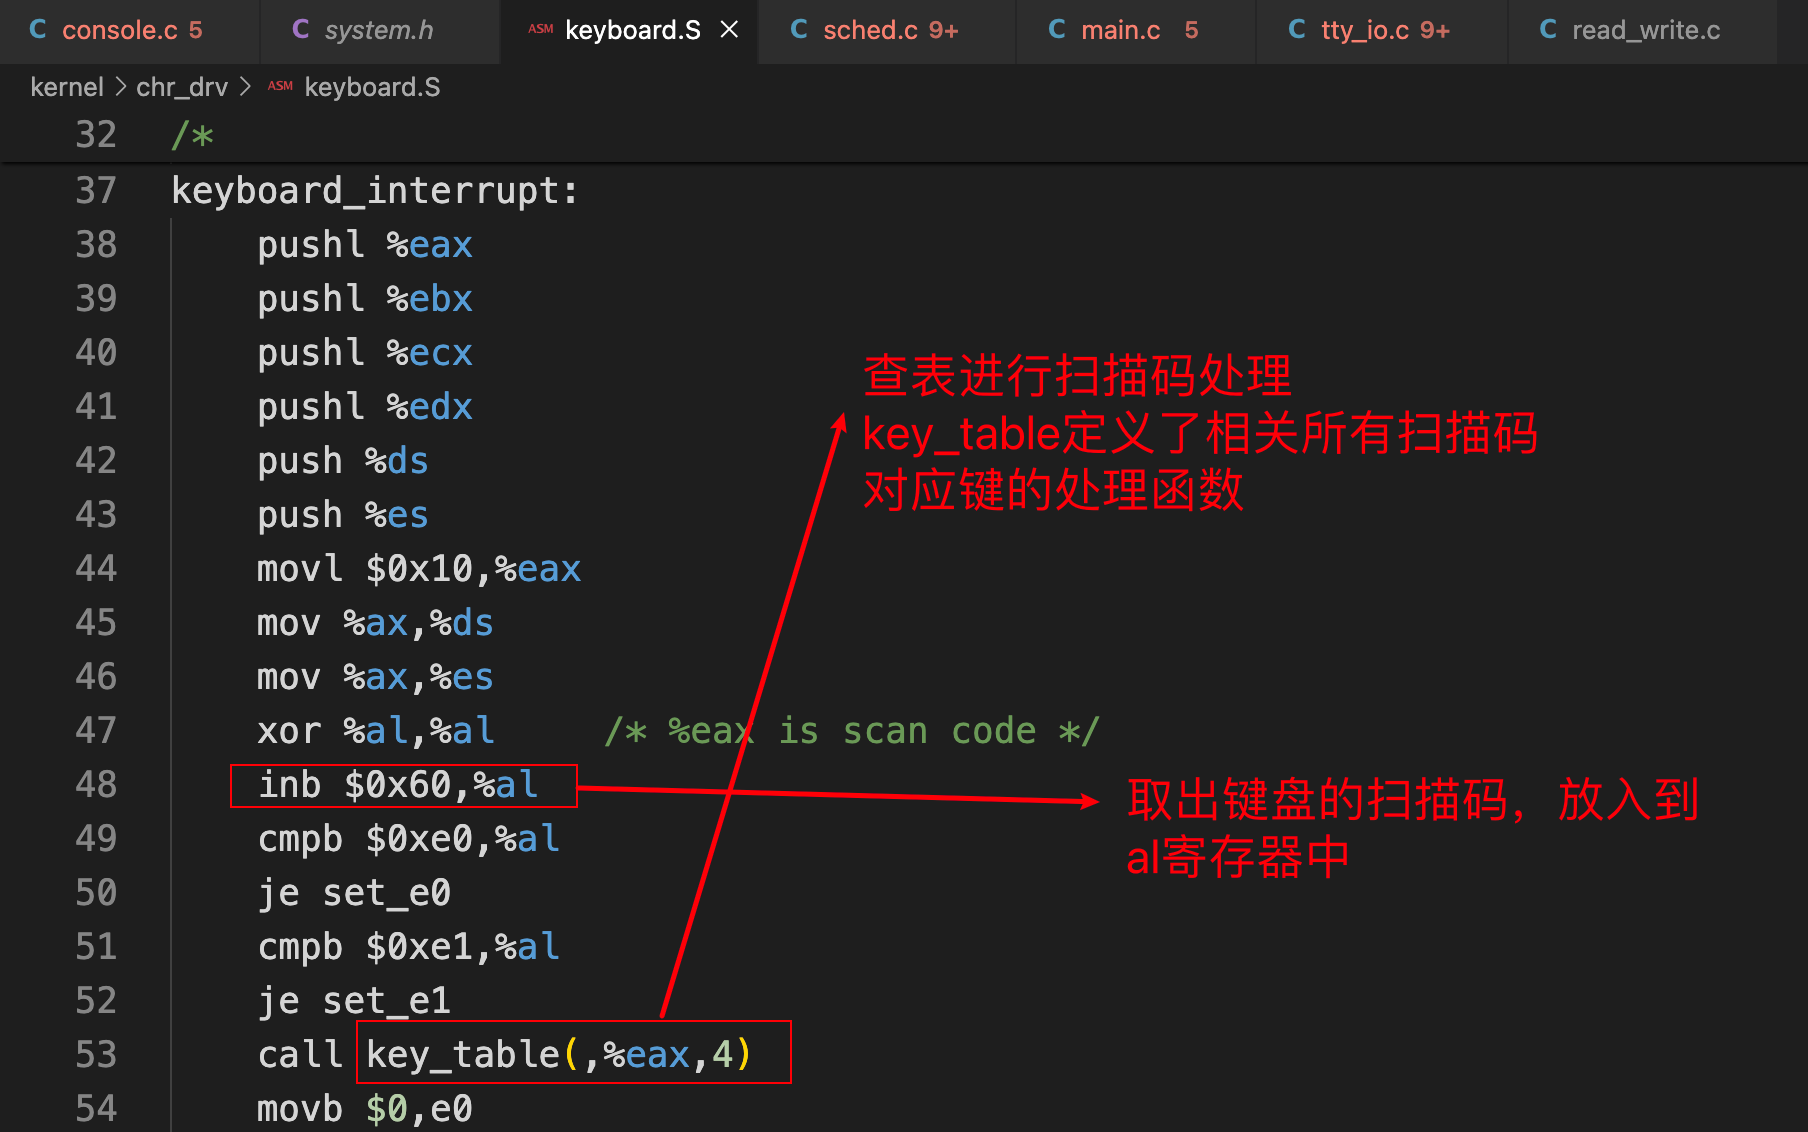 C console.c 5 C system.h ASM keyboard.S × C sched.c 9+ C main.c 5 C tty_io.c 9+ C read_write.c
kernel > chr_drv > ASM keyboard.S
32 /*
37 keyboard_interrupt:
38 pushl %eax
39 pushl %ebx
40 pushl %ecx
41 pushl %edx
42 push %ds
43 push %es
44 movl $0x10,%eax
45 mov %ax,%ds
46 mov %ax,%es
47 xor %al,%al /* %eax is scan code */
48 inb $0x60,%al
49 cmpb $0xe0,%al
50 je set_e0
51 cmpb $0xe1,%al
52 je set_e1
53 call key_table(,%eax,4)
54 movb $0,e0
查表进行扫描码处理
key_table定义了相关所有扫描码
对应键的处理函数
取出键盘的扫描码，放入到
al寄存器中